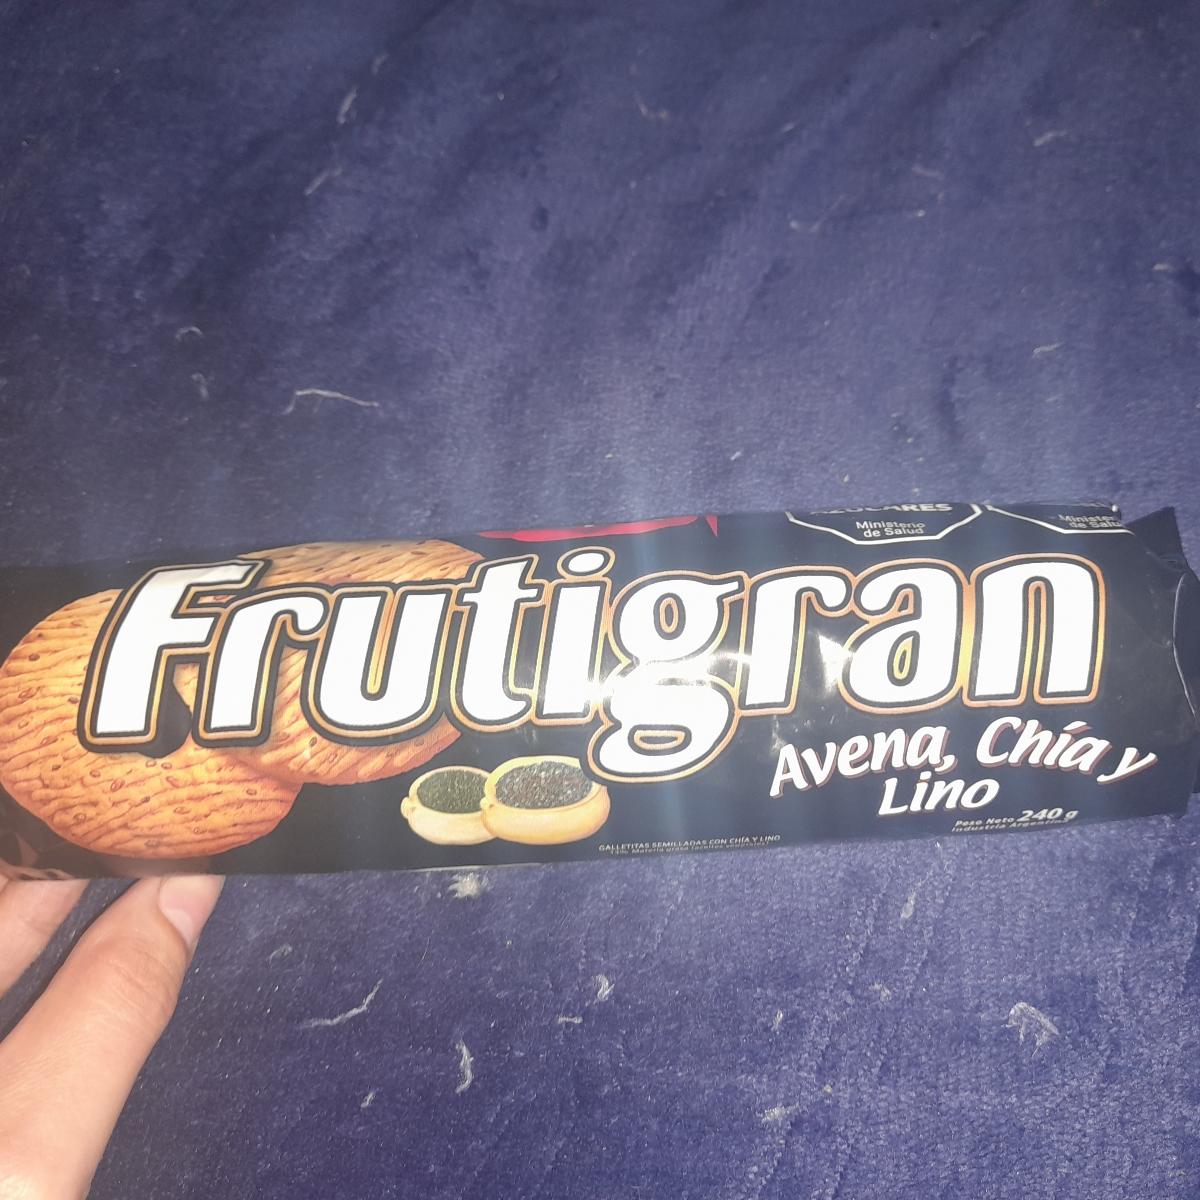 AZÚCARES
Ministerio
de Salud
Ministerio
de Salu
Frutigran
Avena, Chía y
Lino
Peso Neto 240 g
Industria Argentina
GALLETITAS SEMILLADAS CON CHÍA Y LINO